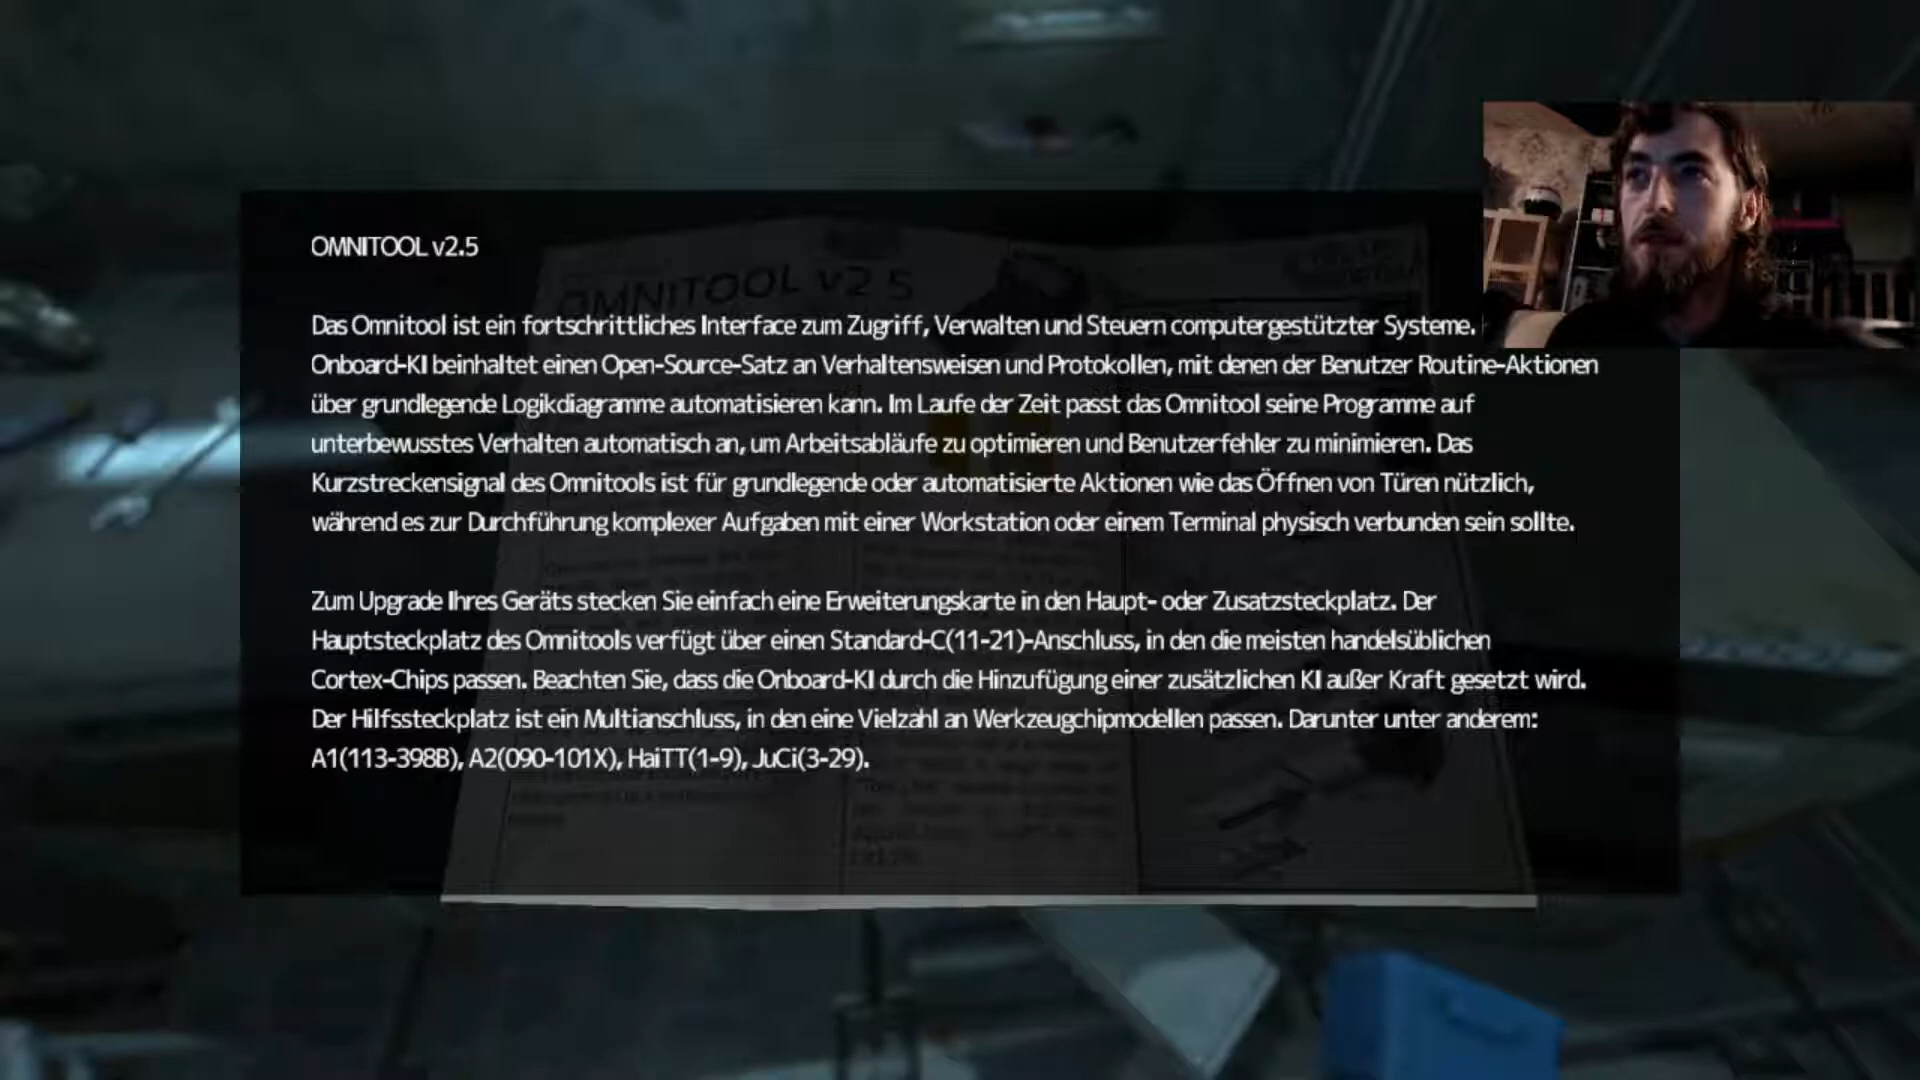 OMNITOOL v2.5
Das Omnitool ist ein fortschrittliches Interface zum Zugriff, Verwalten und Steuern computergestützter Systeme.
Onboard-KI beinhaltet einen Open-Source-Satz an Verhaltensweisen und Protokollen, mit denen der Benutzer Routine-Aktionen
über grundlegende Logikdiagramme automatisieren kann. Im Laufe der Zeit passt das Omnitool seine Programme auf
unterbewusstes Verhalten automatisch an, um Arbeitsabläufe zu optimieren und Benutzerfehler zu minimieren. Das
Kurzstreckensignal des Omnitools ist für grundlegende oder automatisierte Aktionen wie das Öffnen von Türen nützlich,
während es zur Durchführung komplexer Aufgaben mit einer Workstation oder einem Terminal physisch verbunden sein sollte.
Zum Upgrade Ihres Geräts stecken Sie einfach eine Erweiterungskarte in den Haupt- oder Zusatzsteckplatz. Der
Hauptsteckplatz des Omnitools verfügt über einen Standard-C(11-21)-Anschluss, in den die meisten handelsüblichen
Cortex-Chips passen. Beachten Sie, dass die Onboard-KI durch die Hinzufügung einer zusätzlichen KI außer Kraft gesetzt wird.
Der Hilfssteckplatz ist ein Multianschluss, in den eine Vielzahl an Werkzeugchipmodellen passen. Darunter unter anderem:
A1(113-398B), A2(090-101X), HaiTT(1-9), JuCi(3-29).
OMNITOOL v2 5